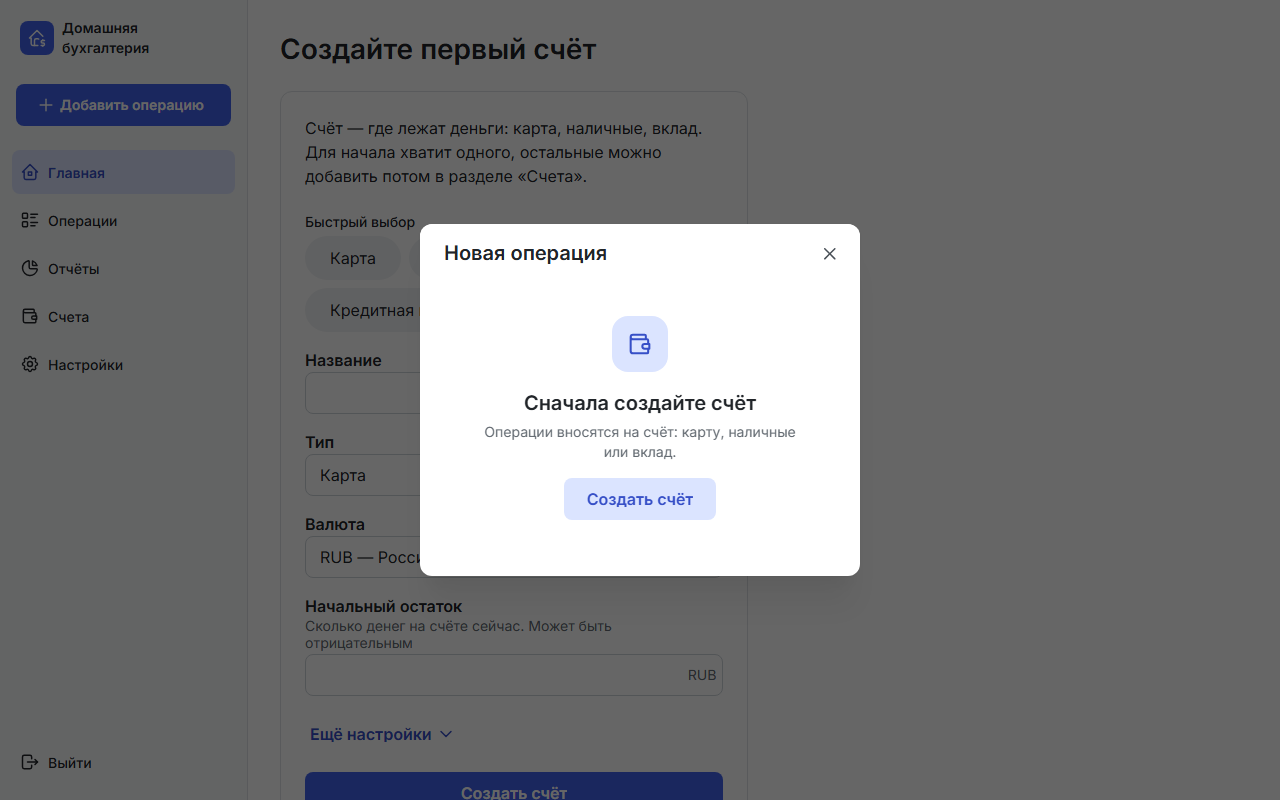 Домашняя
бухгалтерия
Добавить операцию
Главная
Операции
Отчёты
Счета
Настройки
Выйти
Создайте первый счёт
Счёт — где лежат деньги: карта, наличные, вклад.
Для начала хватит одного, остальные можно
добавить потом в разделе «Счета».
Быстрый выбор
Карта
Кредитная
Название
Тип
Карта
Валюта
RUB — Росси
Начальный остаток
Сколько денег на счёте сейчас. Может быть
отрицательным
RUB
Ещё настройки
Создать счёт
Новая операция
Сначала создайте счёт
Операции вносятся на счёт: карту, наличные
или вклад.
Создать счёт